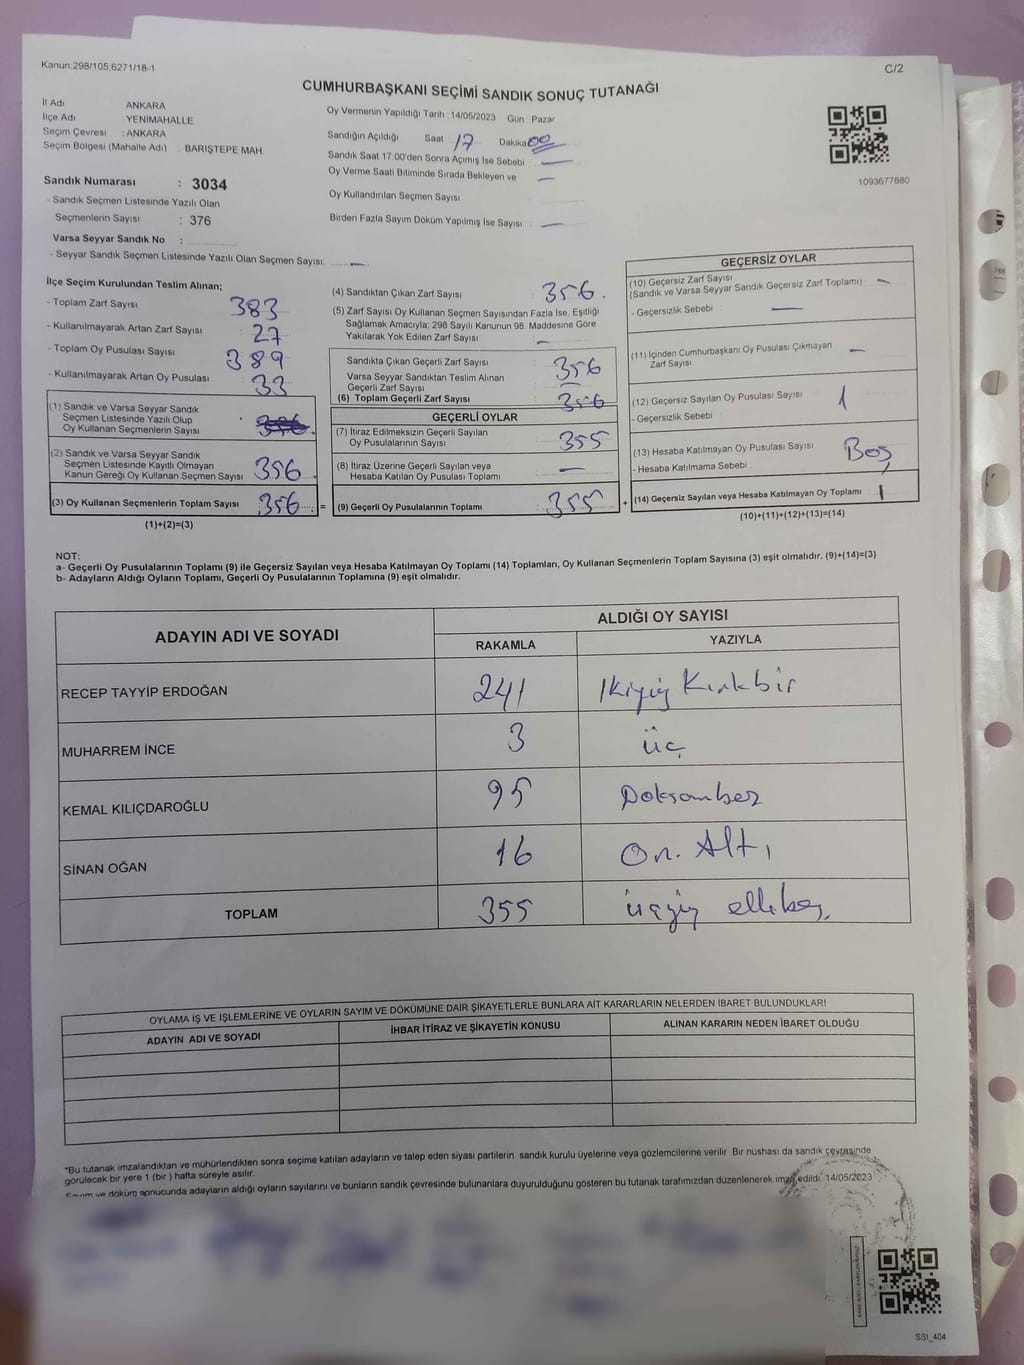 Kanun:298/105;6271/18-1
C/2
CUMHURBAŞKANI SEÇİMİ SANDIK SONUÇ TUTANAĞI
İl Adı : ANKARA
İlçe Adı : YENİMAHALLE
Seçim Çevresi : ANKARA
Seçim Bölgesi (Mahalle Adı) : BARIŞTEPE MAH.
Sandık Numarası : 3034
- Sandık Seçmen Listesinde Yazılı Olan
Seçmenlerin Sayısı : 376
Varsa Seyyar Sandık No :
- Seyyar Sandık Seçmen Listesinde Yazılı Olan Seçmen Sayısı: —
Oy Vermenin Yapıldığı Tarih : 14/05/2023 Gün : Pazar
Sandığın Açıldığı Saat 17 Dakika 00
Sandık Saat 17.00'den Sonra Açılmış İse Sebebi : —
Oy Verme Saati Bitiminde Sırada Bekleyen ve —
Oy Kullandırılan Seçmen Sayısı
Birden Fazla Sayım Döküm Yapılmış İse Sayısı : —
1093677880
İlçe Seçim Kurulundan Teslim Alınan;
- Toplam Zarf Sayısı 383
- Kullanılmayarak Artan Zarf Sayısı 27
- Toplam Oy Pusulası Sayısı 389
- Kullanılmayarak Artan Oy Pusulası 33
(1) Sandık ve Varsa Seyyar Sandık
Seçmen Listesinde Yazılı Olup
Oy Kullanan Seçmenlerin Sayısı : 356
(2) Sandık ve Varsa Seyyar Sandık
Seçmen Listesinde Kayıtlı Olmayan
Kanun Gereği Oy Kullanan Seçmen Sayısı 356
(3) Oy Kullanan Seçmenlerin Toplam Sayısı : 356 =
(1)+(2)=(3)
(4) Sandıktan Çıkan Zarf Sayısı : 356.
(5) Zarf Sayısı Oy Kullanan Seçmen Sayısından Fazla İse, Eşitliği
Sağlamak Amacıyla; 298 Sayılı Kanunun 98. Maddesine Göre
Yakılarak Yok Edilen Zarf Sayısı : —
Sandıkta Çıkan Geçerli Zarf Sayısı : 356
Varsa Seyyar Sandıktan Teslim Alınan
Geçerli Zarf Sayısı : —
(6) Toplam Geçerli Zarf Sayısı : 356
GEÇERLİ OYLAR
(7) İtiraz Edilmeksizin Geçerli Sayılan
Oy Pusulalarının Sayısı : 355
(8) İtiraz Üzerine Geçerli Sayılan veya
Hesaba Katılan Oy Pusulası Toplamı : —
(9) Geçerli Oy Pusulalarının Toplamı : 355 +
GEÇERSİZ OYLAR
(10) Geçersiz Zarf Sayısı
(Sandık ve Varsa Seyyar Sandık Geçersiz Zarf Toplamı) : —
- Geçersizlik Sebebi : —
(11) İçinden Cumhurbaşkanı Oy Pusulası Çıkmayan
Zarf Sayısı : —
(12) Geçersiz Sayılan Oy Pusulası Sayısı : 1
- Geçersizlik Sebebi :
(13) Hesaba Katılmayan Oy Pusulası Sayısı : Boş
- Hesaba Katılmama Sebebi :
(14) Geçersiz Sayılan veya Hesaba Katılmayan Oy Toplamı : 1
(10)+(11)+(12)+(13)=(14)
NOT:
a- Geçerli Oy Pusulalarının Toplamı (9) ile Geçersiz Sayılan veya Hesaba Katılmayan Oy Toplamı (14) Toplamları, Oy Kullanan Seçmenlerin Toplam Sayısına (3) eşit olmalıdır. (9)+(14)=(3)
b- Adayların Aldığı Oyların Toplamı, Geçerli Oy Pusulalarının Toplamına (9) eşit olmalıdır.
ADAYIN ADI VE SOYADI
ALDIĞI OY SAYISI
RAKAMLA YAZIYLA
RECEP TAYYİP ERDOĞAN 241 İkiyüz Kırkbir
MUHARREM İNCE 3 üç
KEMAL KILIÇDAROĞLU 95 Doksanbeş
SİNAN OĞAN 16 On. Altı
TOPLAM 355 üçyüz ellibeş.
OYLAMA İŞ VE İŞLEMLERİNE VE OYLARIN SAYIM VE DÖKÜMÜNE DAİR ŞİKAYETLERLE BUNLARA AİT KARARLARIN NELERDEN İBARET BULUNDUKLARI
ADAYIN ADI VE SOYADI İHBAR İTİRAZ VE ŞİKAYETİN KONUSU ALINAN KARARIN NEDEN İBARET OLDUĞU
*Bu tutanak imzalandıktan ve mühürlendikten sonra seçime katılan adayların ve talep eden siyasi partilerin sandık kurulu üyelerine veya gözlemcilerine verilir. Bir nüshası da sandık çevresinde
görülecek bir yere 1 (bir ) hafta süreyle asılır.
Sayım ve döküm sonucunda adayların aldığı oyların sayılarını ve bunların sandık çevresinde bulunanlara duyurulduğunu gösteren bu tutanak tarafımızdan düzenlenerek imza edildi. 14/05/2023
SSI_404